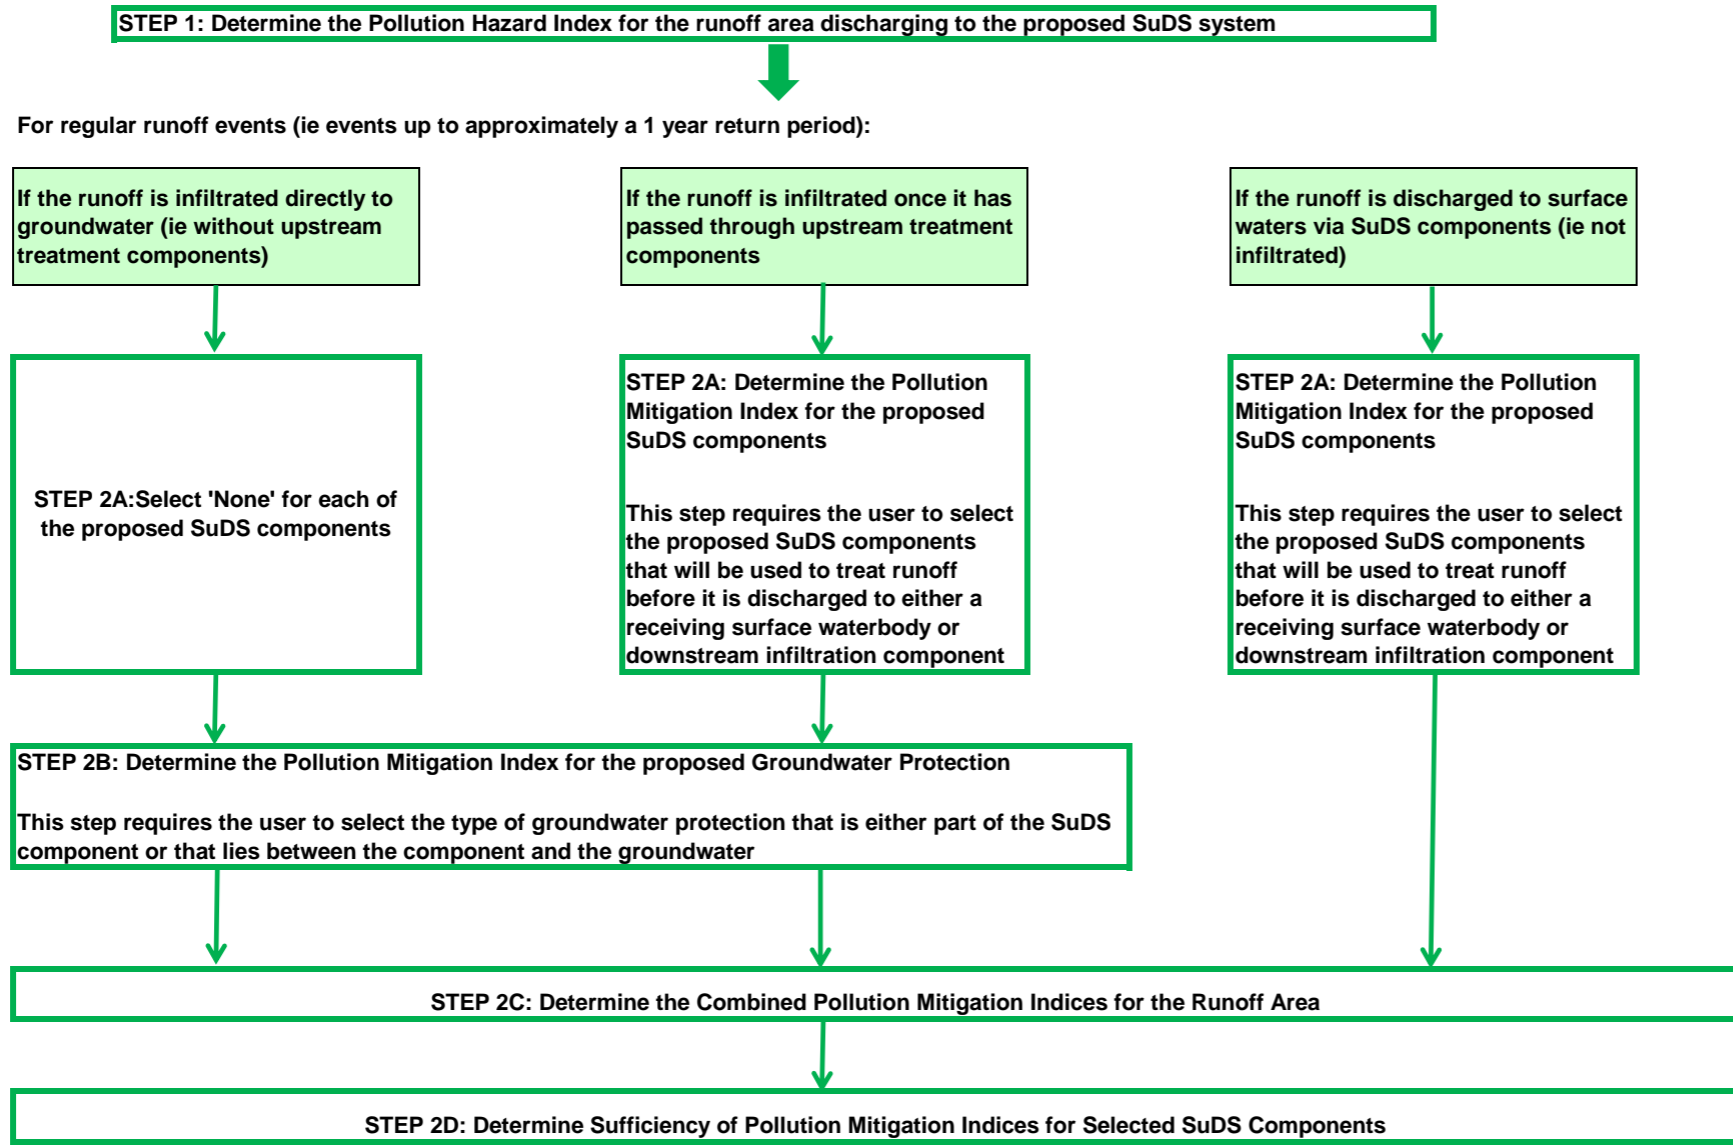 STEP 1: Determine the Pollution Hazard Index for the runoff area discharging to the proposed SuDS system
For regular runoff events (ie events up to approximately a 1 year return period):
If the runoff is infiltrated directly to
groundwater (ie without upstream
treatment components)
If the runoff is infiltrated once it has
passed through upstream treatment
components
If the runoff is discharged to surface
waters via SuDS components (ie not
infiltrated)
STEP 2A:Select 'None' for each of
the proposed SuDS components
STEP 2A: Determine the Pollution
Mitigation Index for the proposed
SuDS components
This step requires the user to select
the proposed SuDS components
that will be used to treat runoff
before it is discharged to either a
receiving surface waterbody or
downstream infiltration component
STEP 2A: Determine the Pollution
Mitigation Index for the proposed
SuDS components
This step requires the user to select
the proposed SuDS components
that will be used to treat runoff
before it is discharged to either a
receiving surface waterbody or
downstream infiltration component
STEP 2B: Determine the Pollution Mitigation Index for the proposed Groundwater Protection
This step requires the user to select the type of groundwater protection that is either part of the SuDS
component or that lies between the component and the groundwater
STEP 2C: Determine the Combined Pollution Mitigation Indices for the Runoff Area
STEP 2D: Determine Sufficiency of Pollution Mitigation Indices for Selected SuDS Components